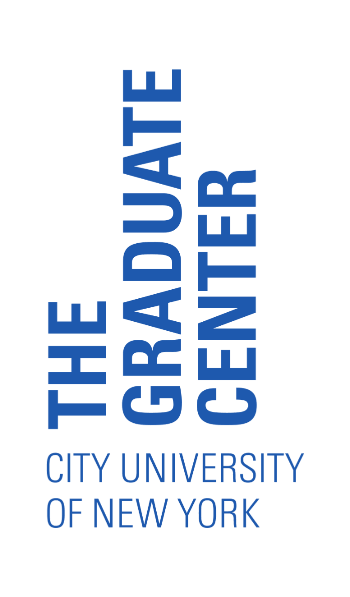 THE
GRADUATE
CENTER
CITY UNIVERSITY
OF NEW YORK